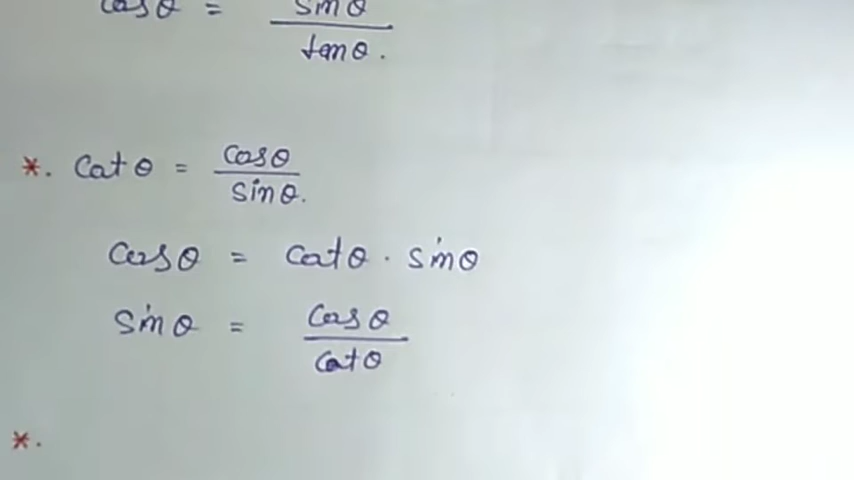 cosθ = sinθ / tanθ.
*. Cotθ = cosθ / sinθ.
cosθ = cotθ . sinθ
sinθ = cosθ / cotθ
*.